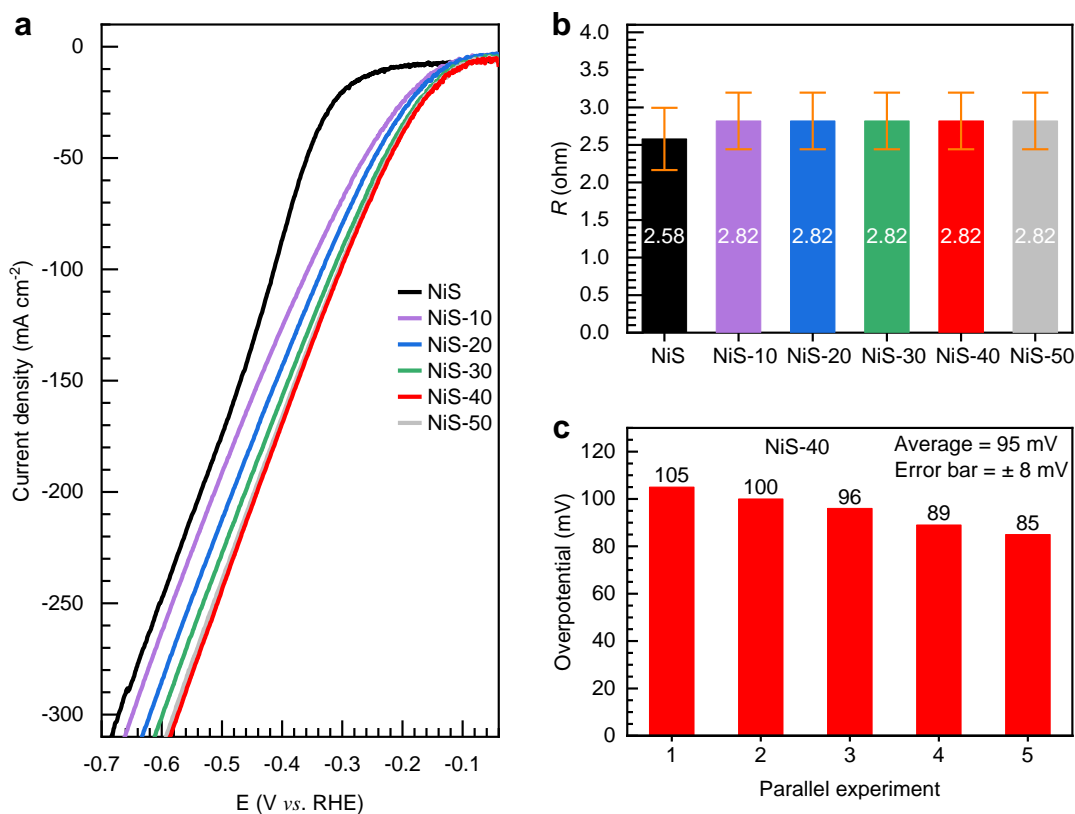 a
0
-50
-100
-150
-200
-250
-300
Current density (mA cm⁻²)
-0.7 -0.6 -0.5 -0.4 -0.3 -0.2 -0.1
E (V vs. RHE)
NiS
NiS-10
NiS-20
NiS-30
NiS-40
NiS-50
b
4.0
3.5
3.0
2.5
2.0
1.5
1.0
0.5
0.0
R (ohm)
2.58 2.82 2.82 2.82 2.82 2.82
NiS NiS-10 NiS-20 NiS-30 NiS-40 NiS-50
c
NiS-40
Average = 95 mV
Error bar = ± 8 mV
120
100
80
60
40
20
0
Overpotential (mV)
105 100 96 89 85
1 2 3 4 5
Parallel experiment